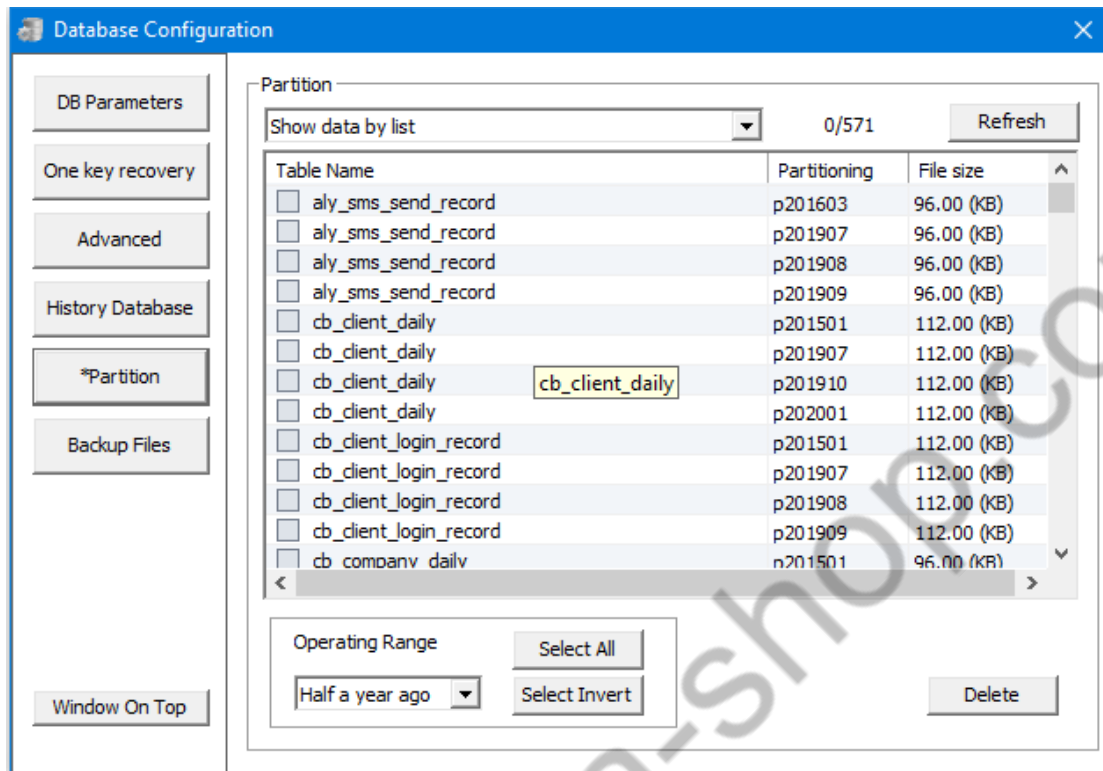 Database Configuration
DB Parameters
One key recovery
Advanced
History Database
*Partition
Backup Files
Window On Top
Partition
Show data by list 0/571 Refresh
Table Name Partitioning File size
aly_sms_send_record p201603 96.00 (KB)
aly_sms_send_record p201907 96.00 (KB)
aly_sms_send_record p201908 96.00 (KB)
aly_sms_send_record p201909 96.00 (KB)
cb_client_daily p201501 112.00 (KB)
cb_client_daily p201907 112.00 (KB)
cb_client_daily cb_client_daily p201910 112.00 (KB)
cb_client_daily p202001 112.00 (KB)
cb_client_login_record p201501 112.00 (KB)
cb_client_login_record p201907 112.00 (KB)
cb_client_login_record p201908 112.00 (KB)
cb_client_login_record p201909 112.00 (KB)
cb_company_daily p201501 96.00 (KB)
Operating Range Select All
Half a year ago Select Invert Delete